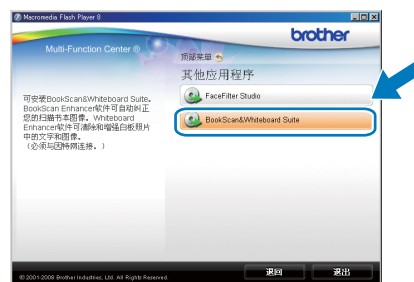 Macromedia Flash Player 8
brother
Multi-Function Center ®
顶部菜单
其他应用程序
FaceFilter Studio
BookScan&Whiteboard Suite
可安装BookScan&Whiteboard Suite。
BookScan Enhancer软件可自动纠正
您的扫描书本图像。Whiteboard
Enhancer软件可清除和增强白板照片
中的文字和图像。
(必须与因特网连接。)
© 2001-2009 Brother Industries, Ltd. All Rights Reserved.
退回
退出